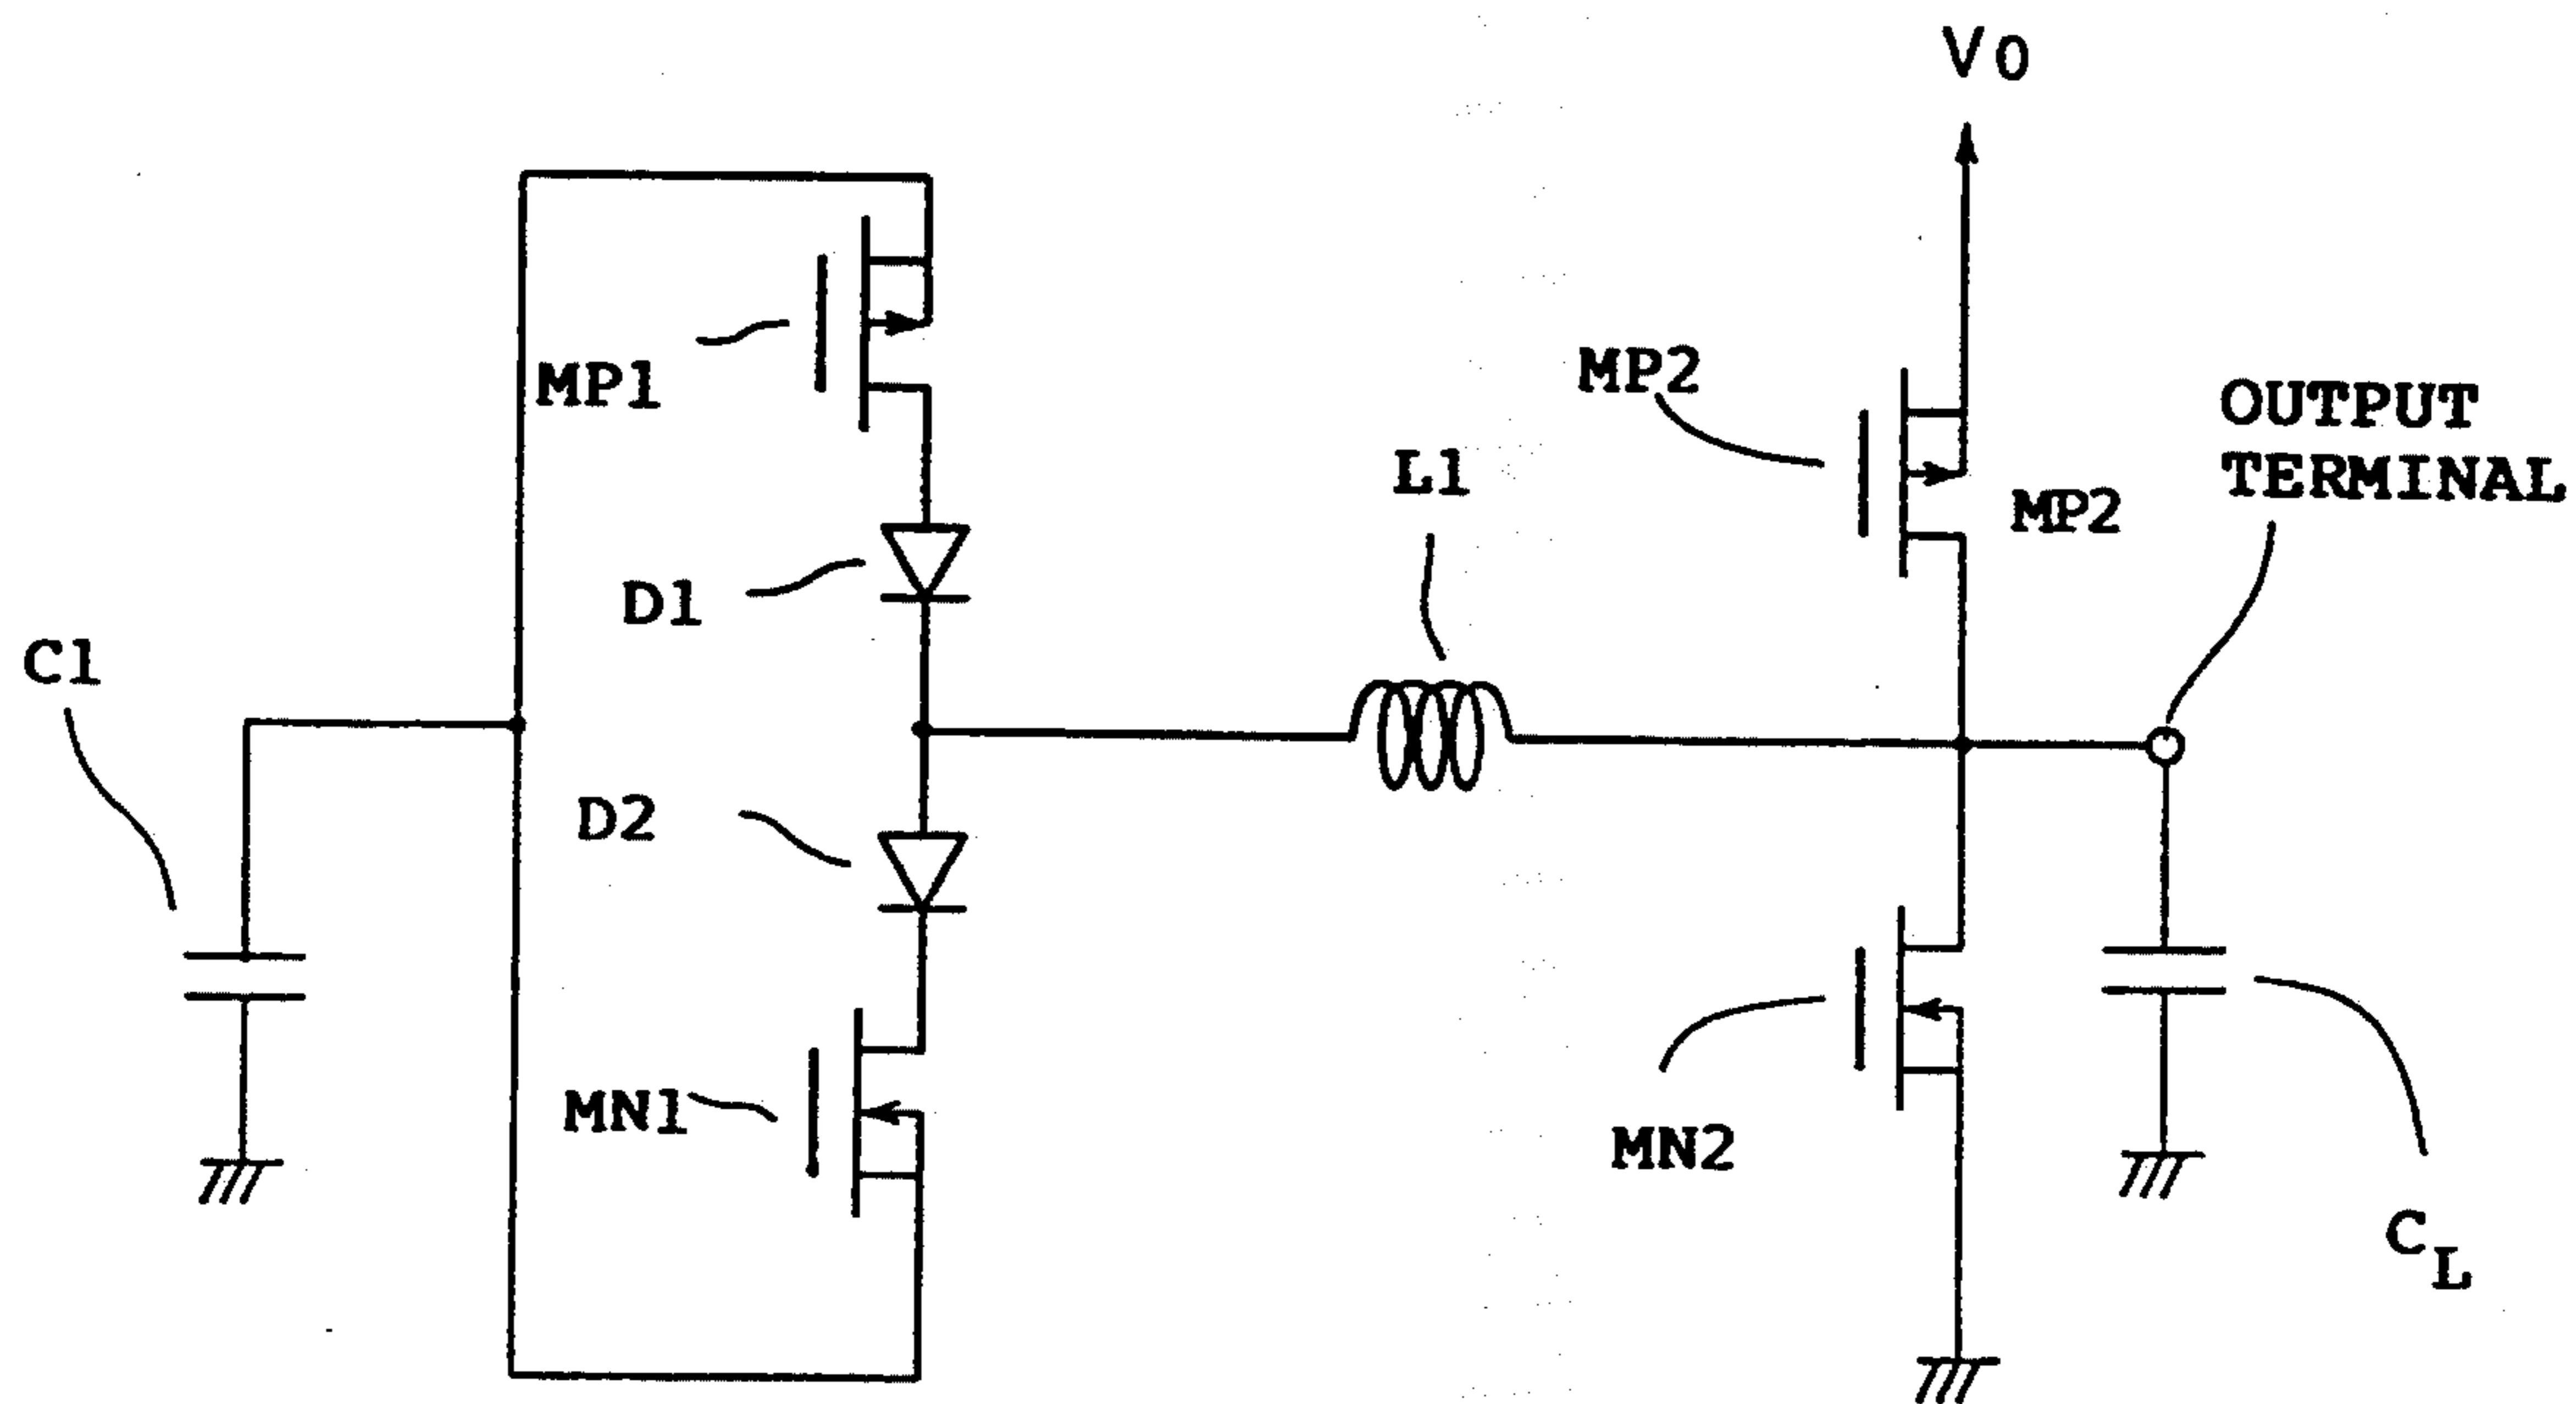 V0
MP1
MP2
OUTPUT
TERMINAL
L1
MP2
D1
C1
D2
MN1
MN2
CL